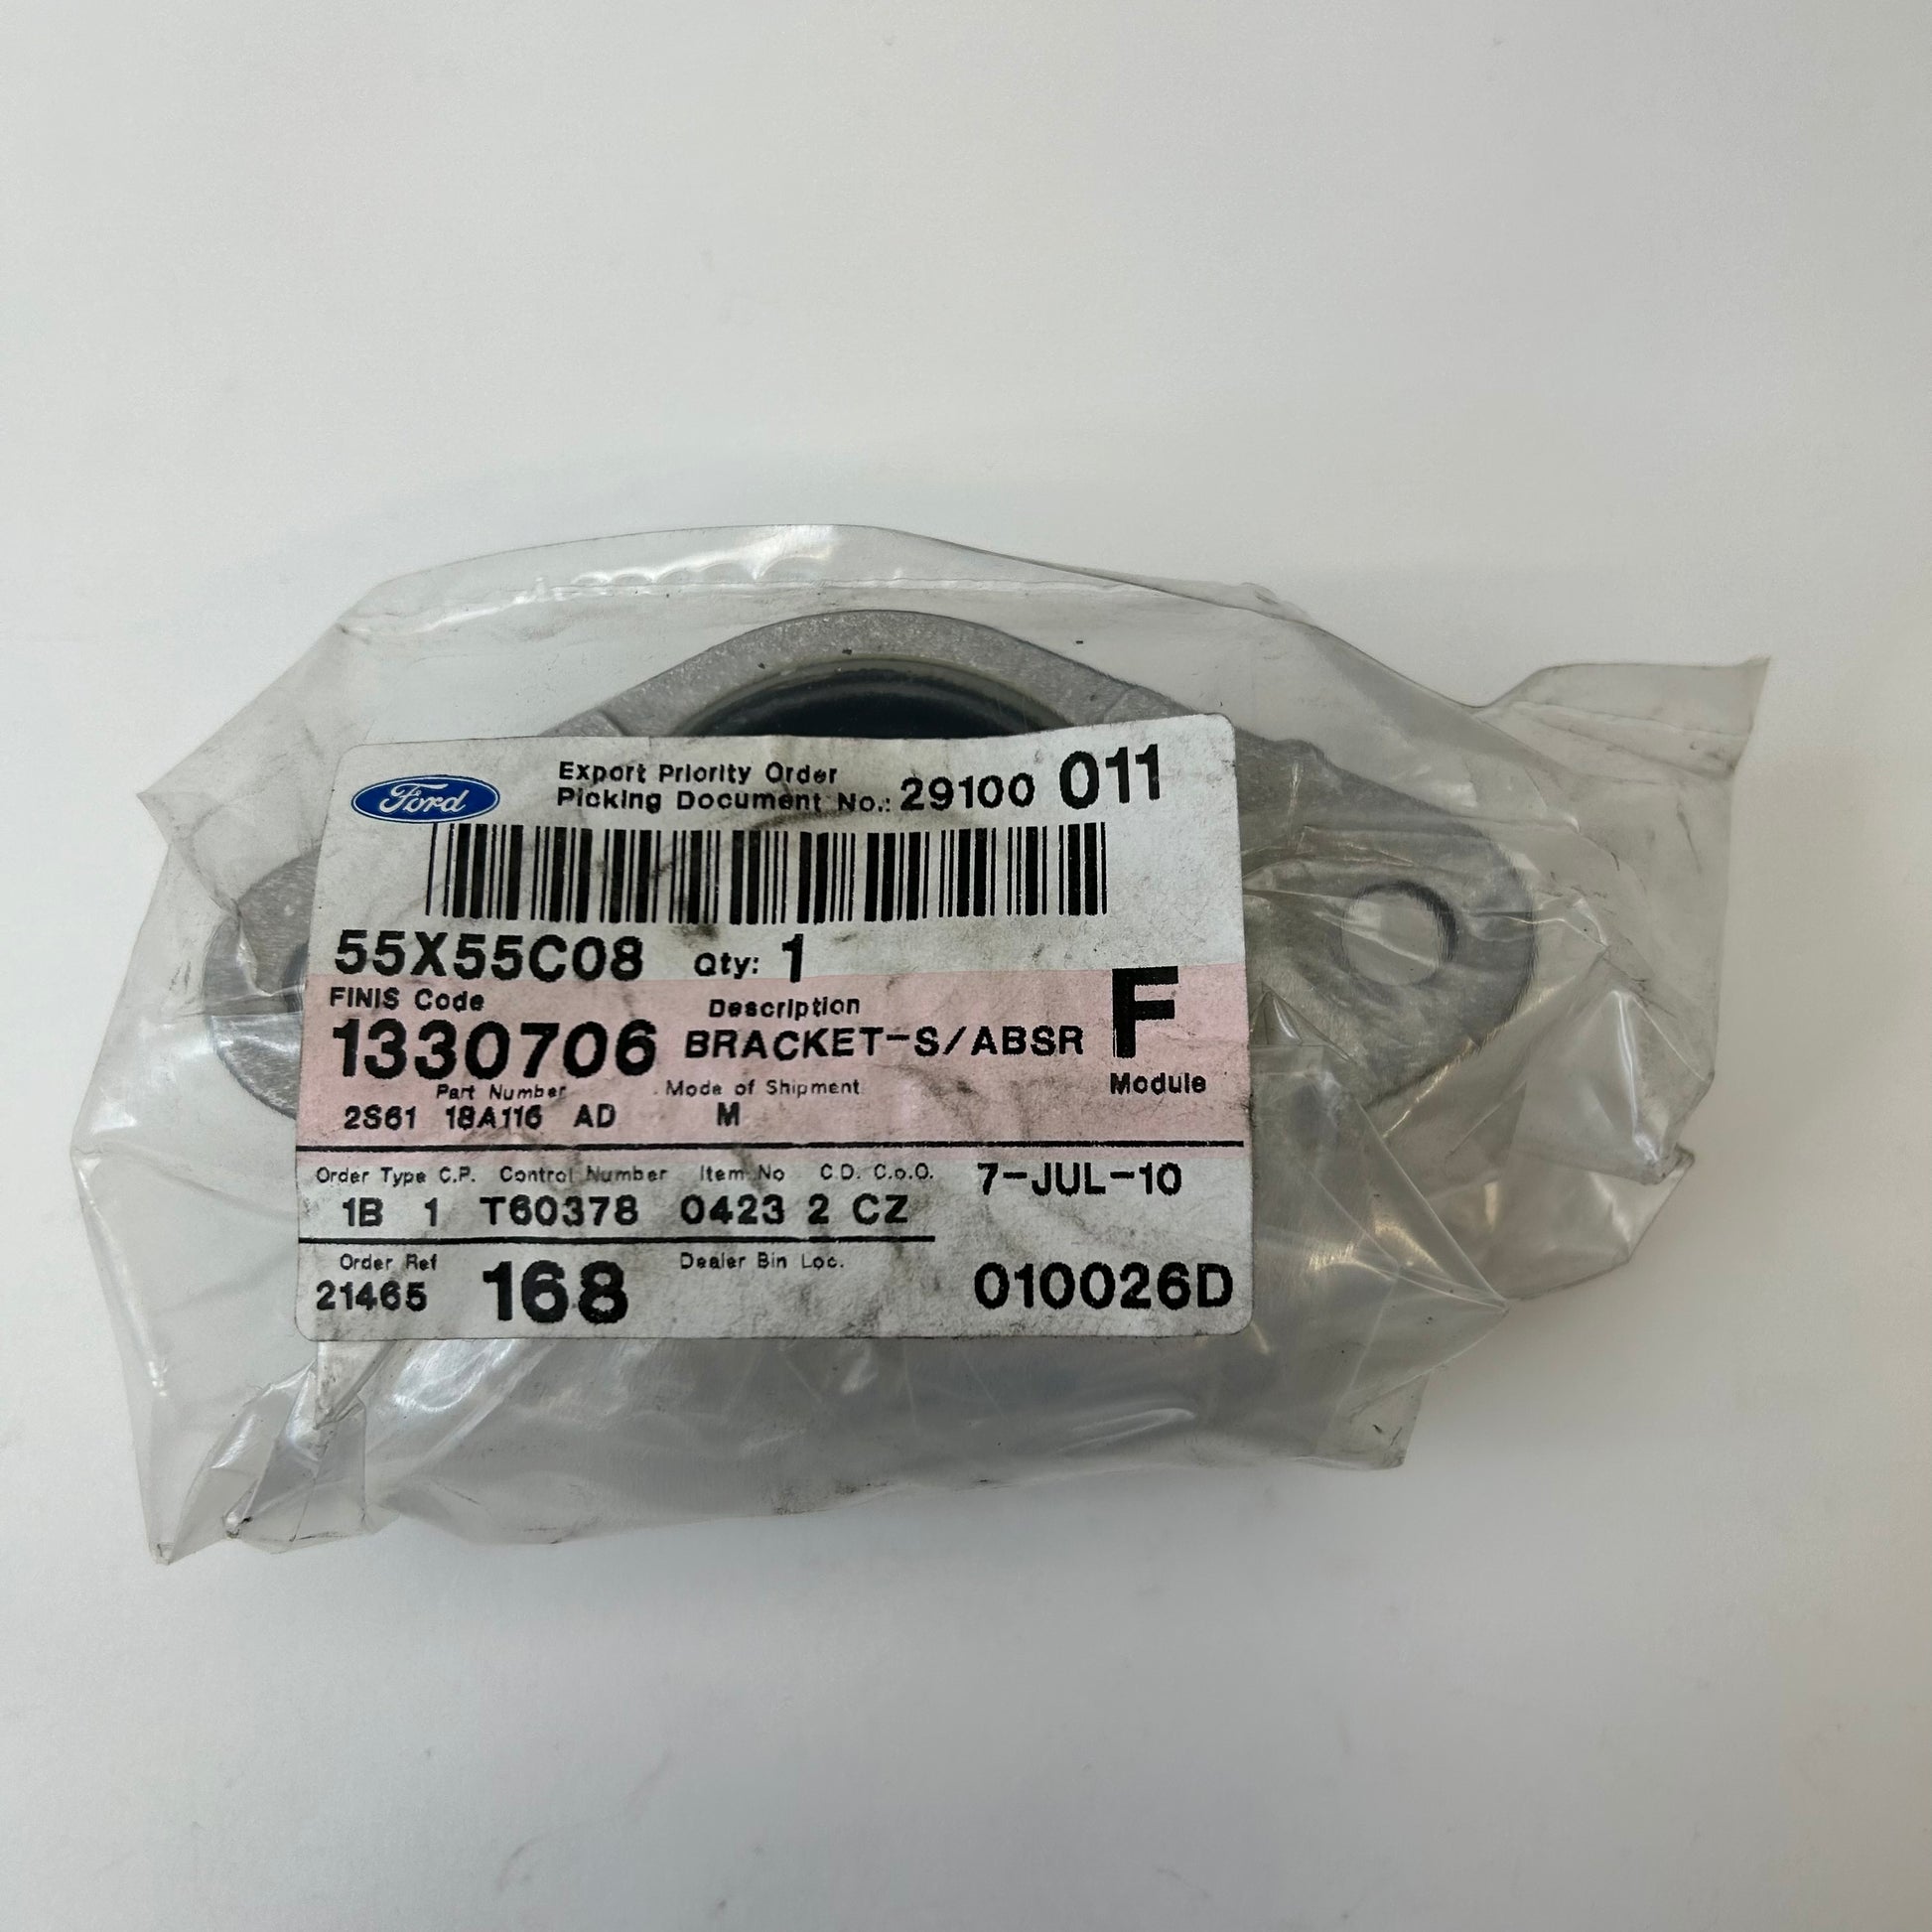 Ford
Export Priority Order
Picking Document No.: 29100 011
55X55C08 Qty: 1
FINIS Code Description F
1330706 BRACKET-S/ABSR
Part Number Mode of Shipment Module
2S61 18A116 AD M
Order Type C.P. Control Number Item No C.D. C.o.O. 7-JUL-10
1B 1 T60378 0423 2 CZ
Order Ref Dealer Bin Loc.
21465 168 010026D